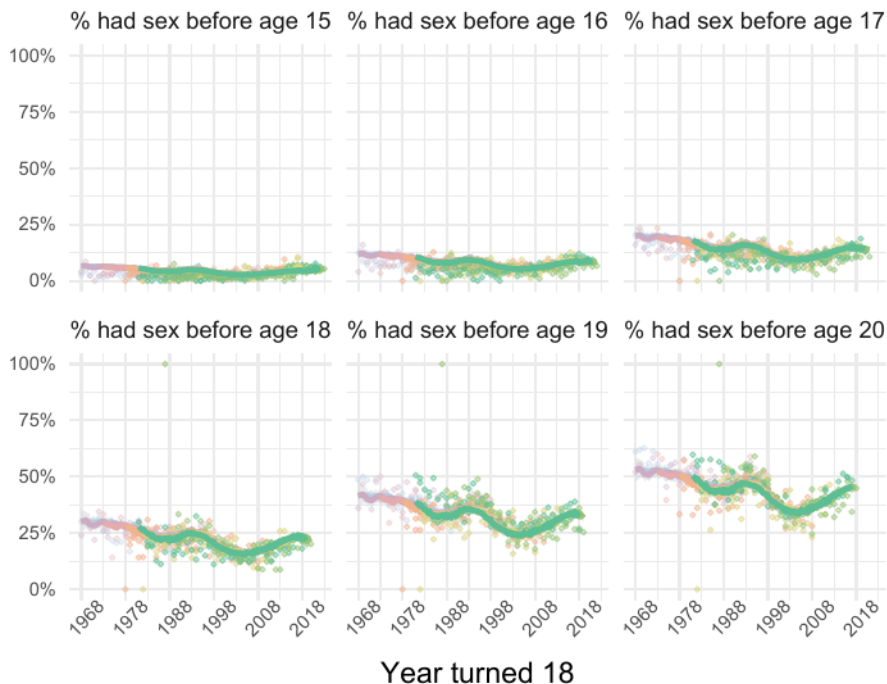 % had sex before age 15 % had sex before age 16 % had sex before age 17
100%
75%
50%
25%
0%
% had sex before age 18 % had sex before age 19 % had sex before age 20
100%
75%
50%
25%
0%
1968 1978 1988 1998 2008 2018 1968 1978 1988 1998 2008 2018 1968 1978 1988 1998 2008 2018
Year turned 18